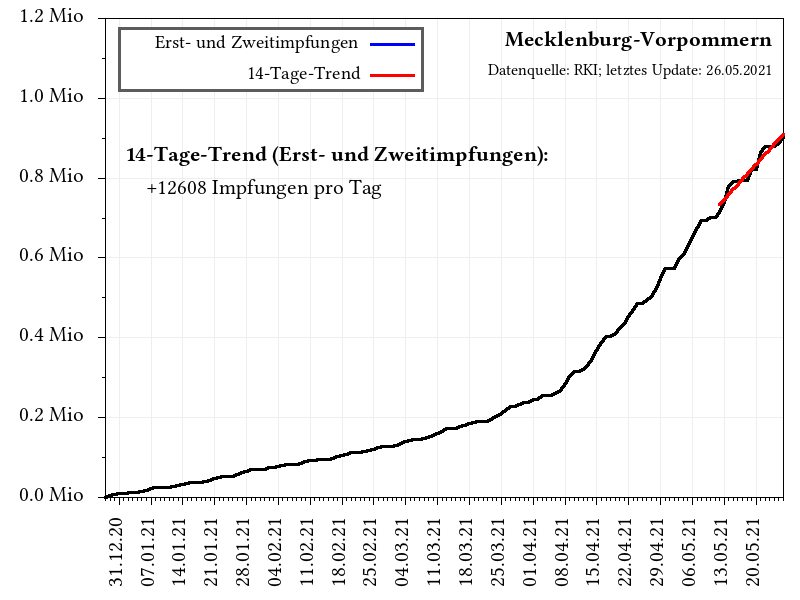 1.2 Mio
1.0 Mio
0.8 Mio
0.6 Mio
0.4 Mio
0.2 Mio
0.0 Mio
Erst- und Zweitimpfungen
14-Tage-Trend
Mecklenburg-Vorpommern
Datenquelle: RKI; letztes Update: 26.05.2021
14-Tage-Trend (Erst- und Zweitimpfungen):
+12608 Impfungen pro Tag
31.12.20
07.01.21
14.01.21
21.01.21
28.01.21
04.02.21
11.02.21
18.02.21
25.02.21
04.03.21
11.03.21
18.03.21
25.03.21
01.04.21
08.04.21
15.04.21
22.04.21
29.04.21
06.05.21
13.05.21
20.05.21